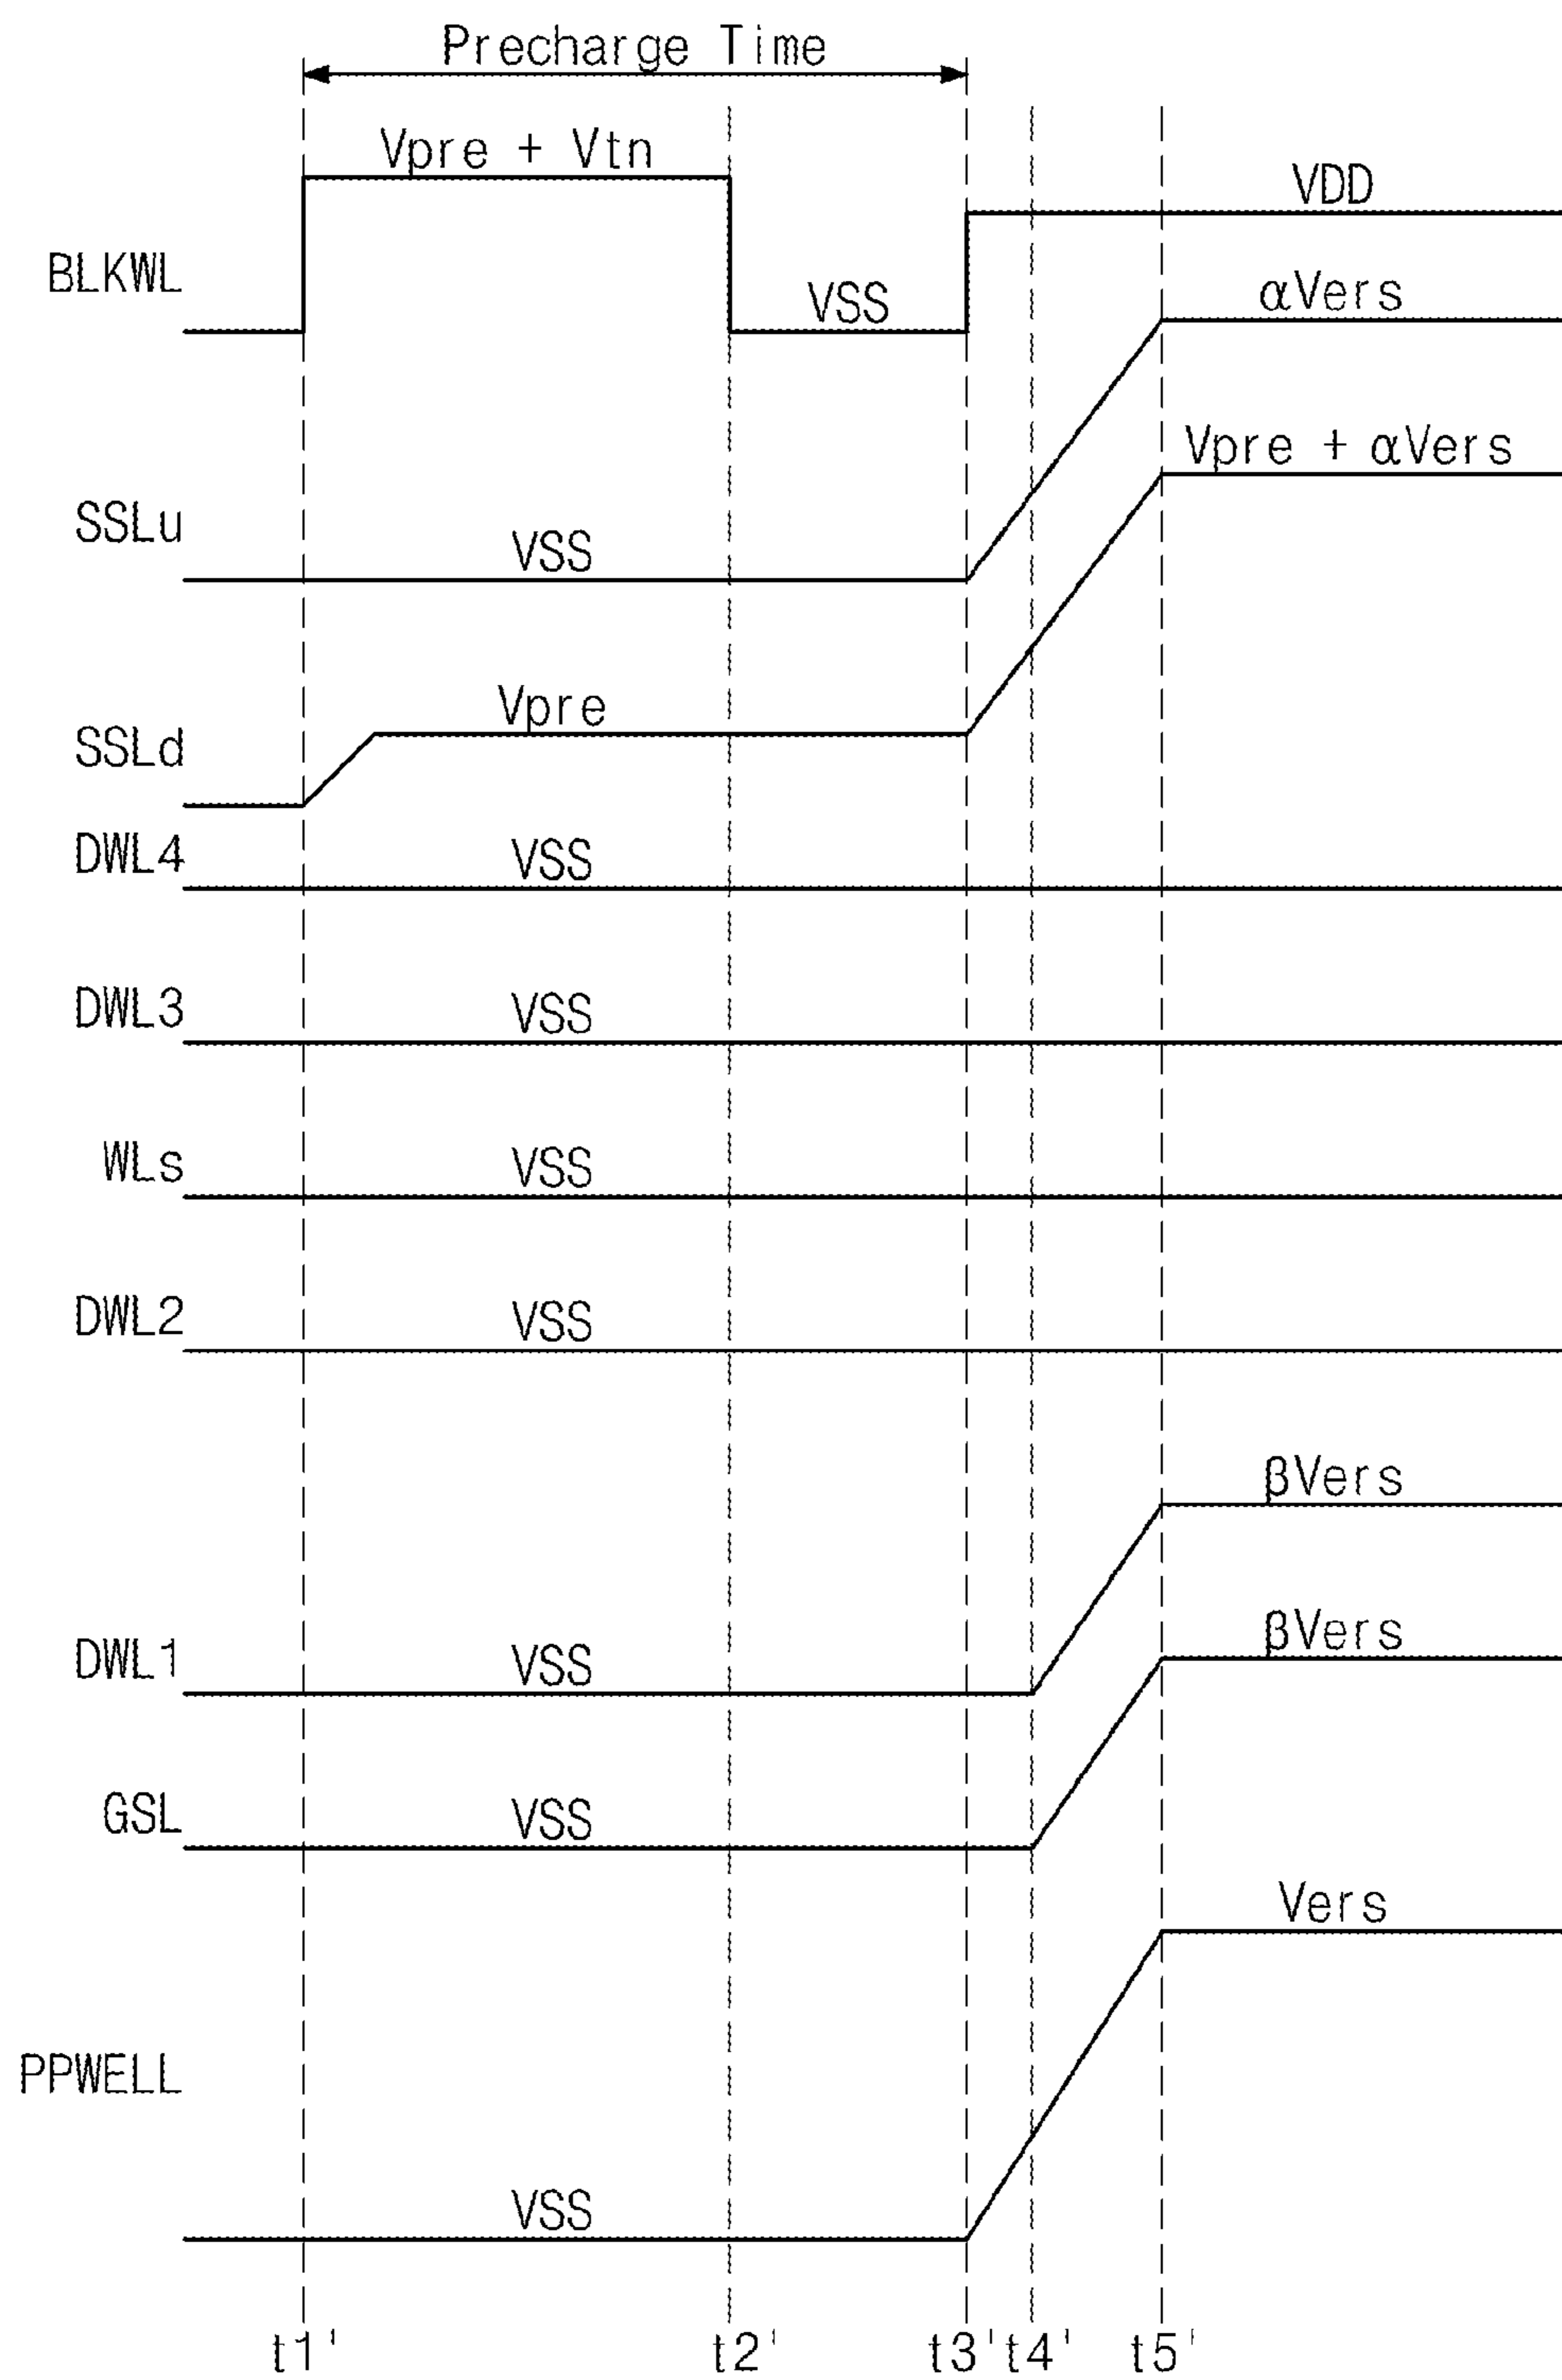 Precharge Time
Vpre + Vtn
VDD
BLKWL
VSS
αVers
Vpre + αVers
SSLu
VSS
Vpre
SSLd
DWL4
VSS
DWL3
VSS
WLs
VSS
DWL2
VSS
βVers
DWL1
VSS
βVers
GSL
VSS
Vers
PPWELL
VSS
t1' t2' t3' t4' t5'